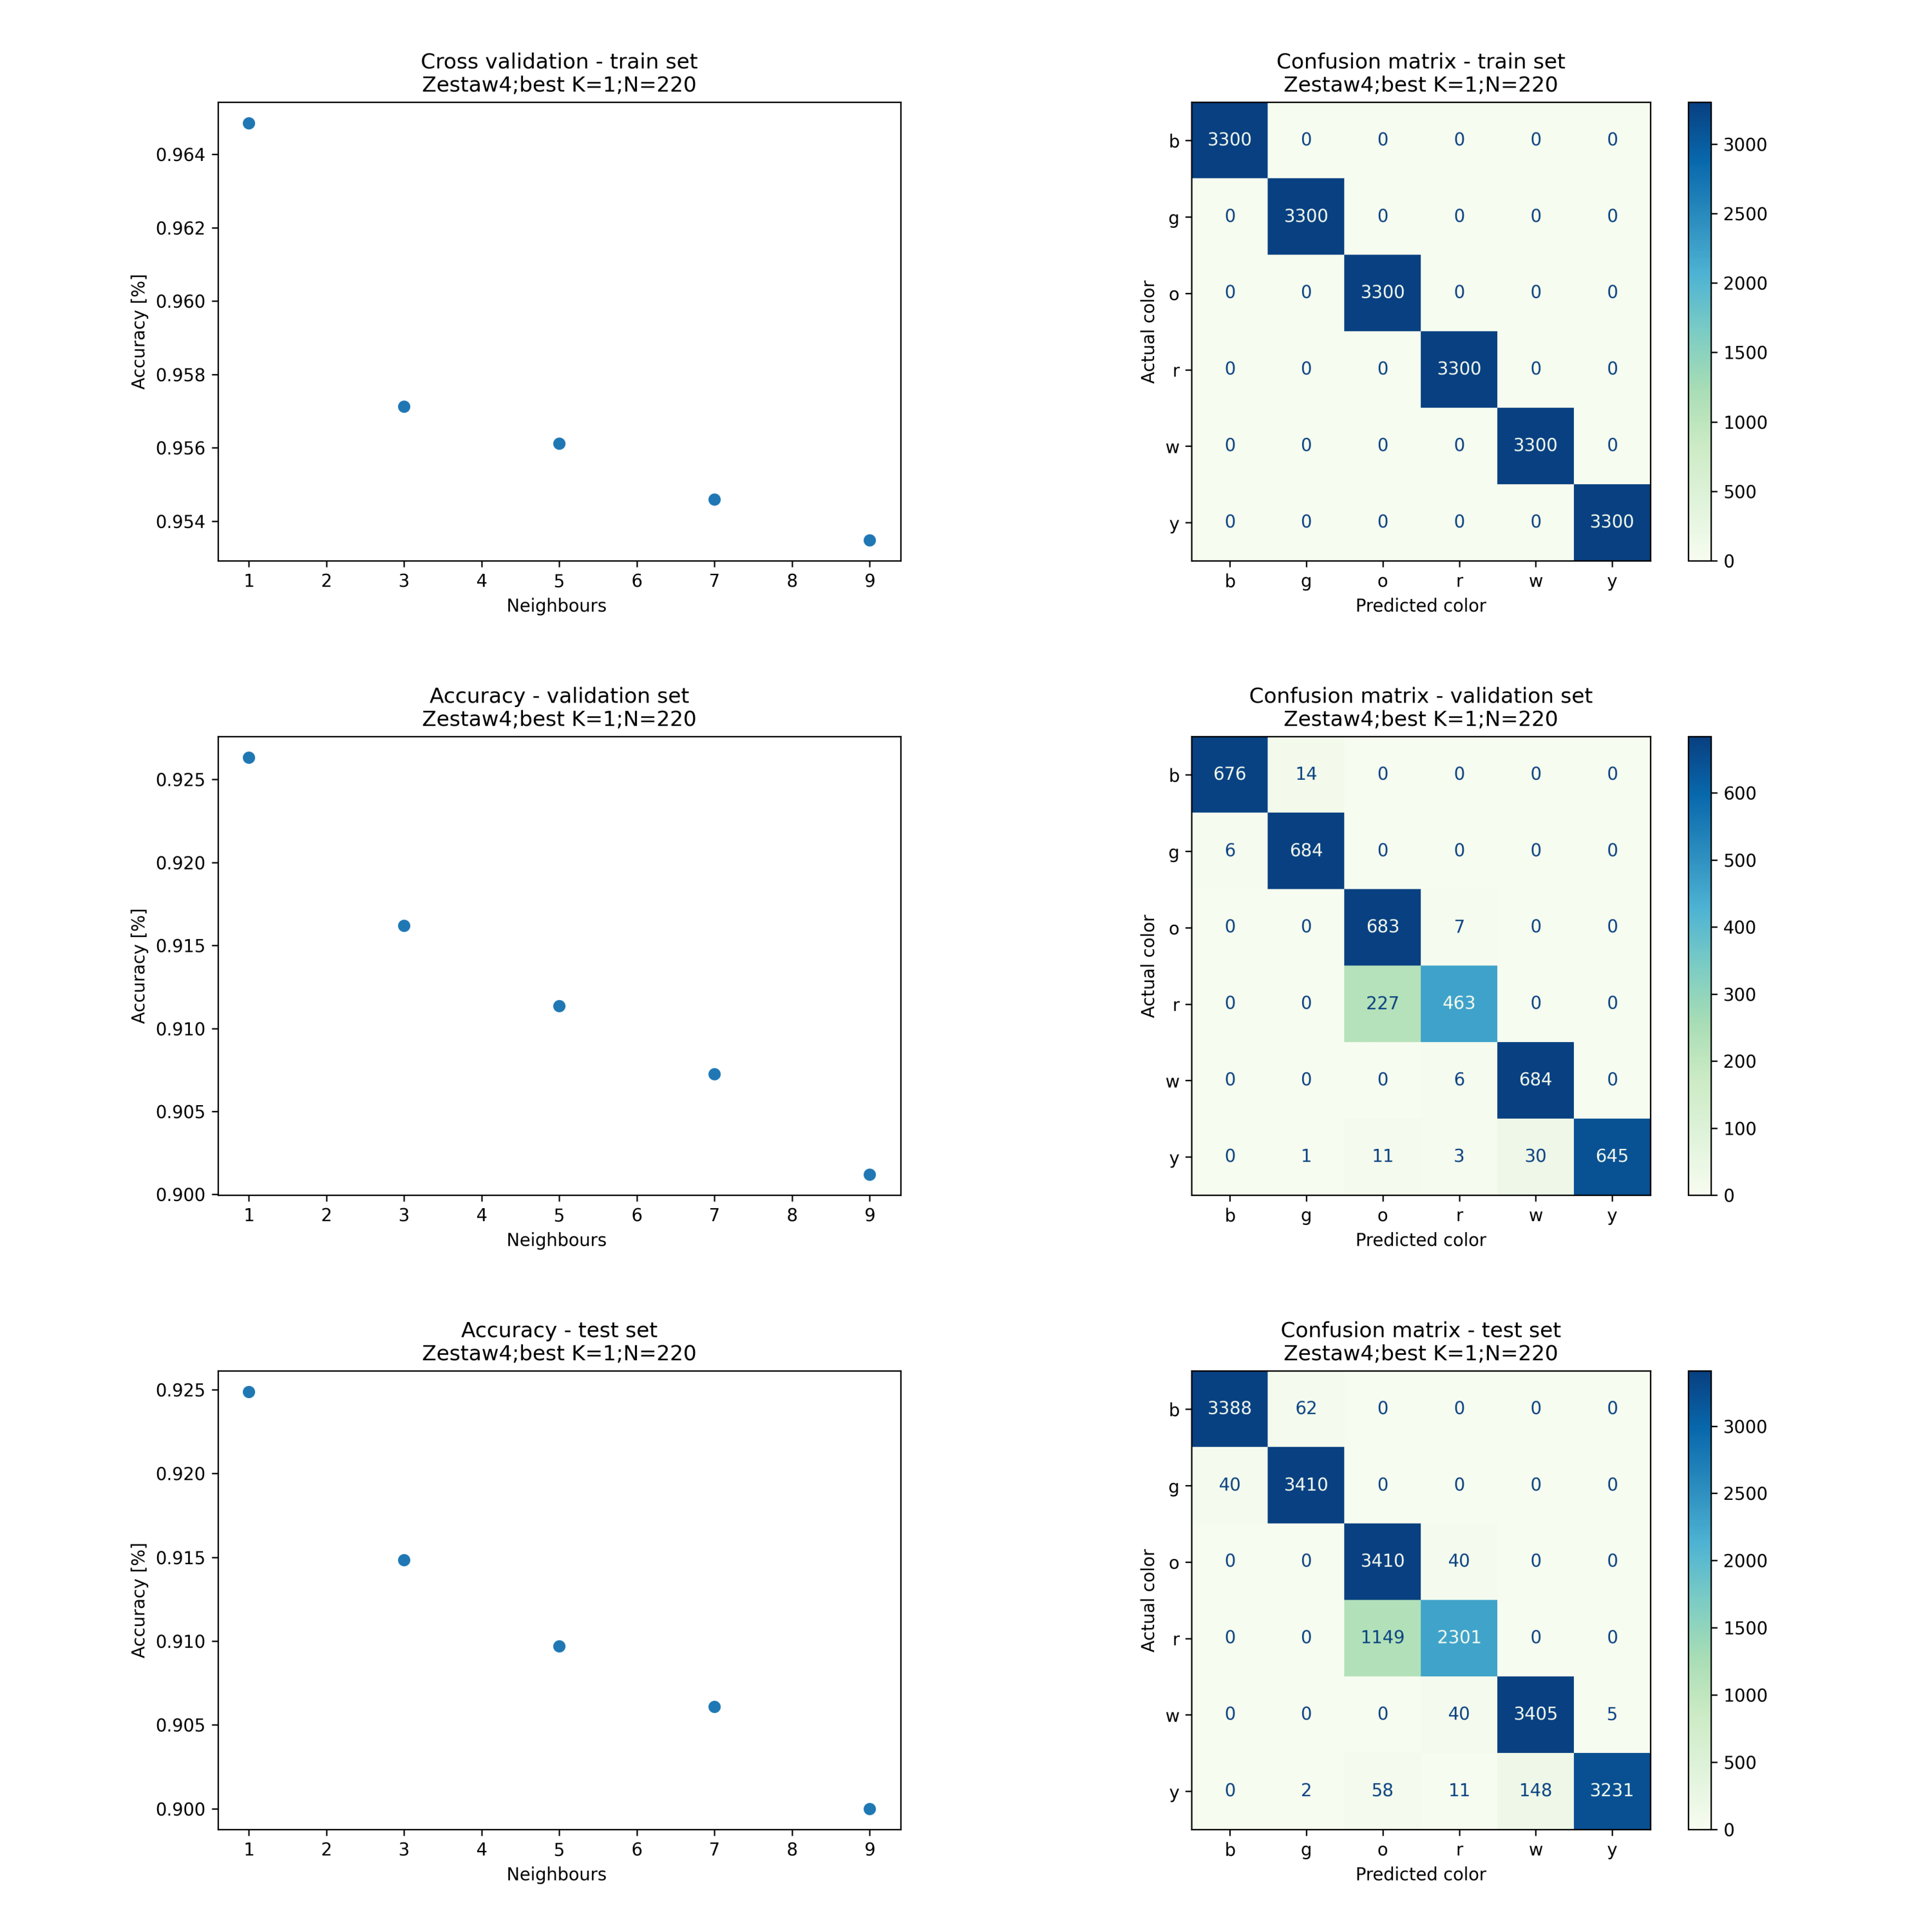 Cross validation - train set
Zestaw4;best K=1;N=220
Accuracy [%]
0.964
0.962
0.960
0.958
0.956
0.954
1 2 3 4 5 6 7 8 9
Neighbours
Confusion matrix - train set
Zestaw4;best K=1;N=220
Actual color
b 3300 0 0 0 0 0
g 0 3300 0 0 0 0
o 0 0 3300 0 0 0
r 0 0 0 3300 0 0
w 0 0 0 0 3300 0
y 0 0 0 0 0 3300
b g o r w y
Predicted color
3000
2500
2000
1500
1000
500
0
Accuracy - validation set
Zestaw4;best K=1;N=220
Accuracy [%]
0.925
0.920
0.915
0.910
0.905
0.900
1 2 3 4 5 6 7 8 9
Neighbours
Confusion matrix - validation set
Zestaw4;best K=1;N=220
Actual color
b 676 14 0 0 0 0
g 6 684 0 0 0 0
o 0 0 683 7 0 0
r 0 0 227 463 0 0
w 0 0 0 6 684 0
y 0 1 11 3 30 645
b g o r w y
Predicted color
600
500
400
300
200
100
0
Accuracy - test set
Zestaw4;best K=1;N=220
Accuracy [%]
0.925
0.920
0.915
0.910
0.905
0.900
1 2 3 4 5 6 7 8 9
Neighbours
Confusion matrix - test set
Zestaw4;best K=1;N=220
Actual color
b 3388 62 0 0 0 0
g 40 3410 0 0 0 0
o 0 0 3410 40 0 0
r 0 0 1149 2301 0 0
w 0 0 0 40 3405 5
y 0 2 58 11 148 3231
b g o r w y
Predicted color
3000
2500
2000
1500
1000
500
0